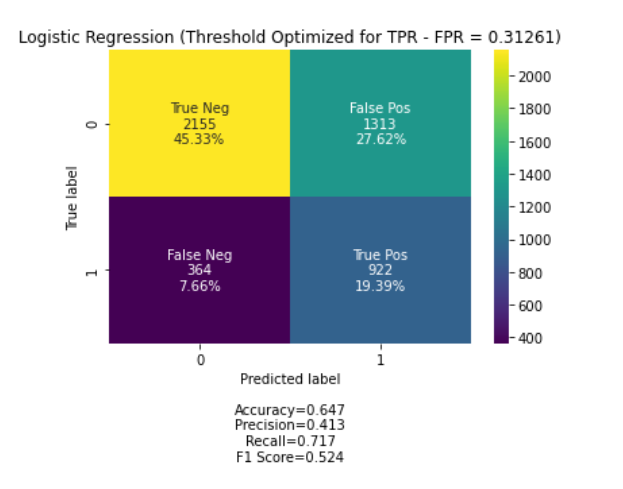 Logistic Regression (Threshold Optimized for TPR - FPR = 0.31261)
True Neg
2155
45.33%
False Pos
1313
27.62%
False Neg
364
7.66%
True Pos
922
19.39%
0
1
True label
0
1
Predicted label
2000
1800
1600
1400
1200
1000
800
600
400
Accuracy=0.647
Precision=0.413
Recall=0.717
F1 Score=0.524